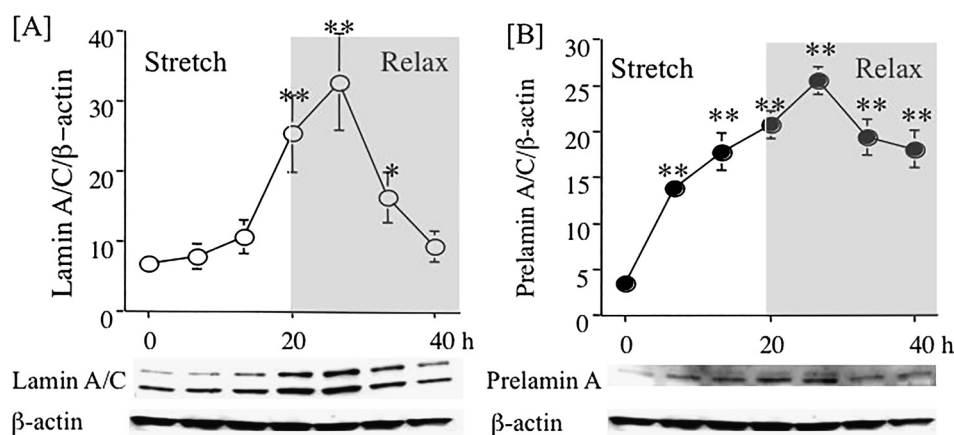 [A]
40
30
20
10
0
Lamin A/C/β−actin
Stretch
Relax
**
**
*
0
20
40 h
Lamin A/C
β-actin
[B]
30
25
20
15
10
5
0
Prelamin A/C/β-actin
Stretch
Relax
**
**
**
**
**
**
0
20
40 h
Prelamin A
β-actin